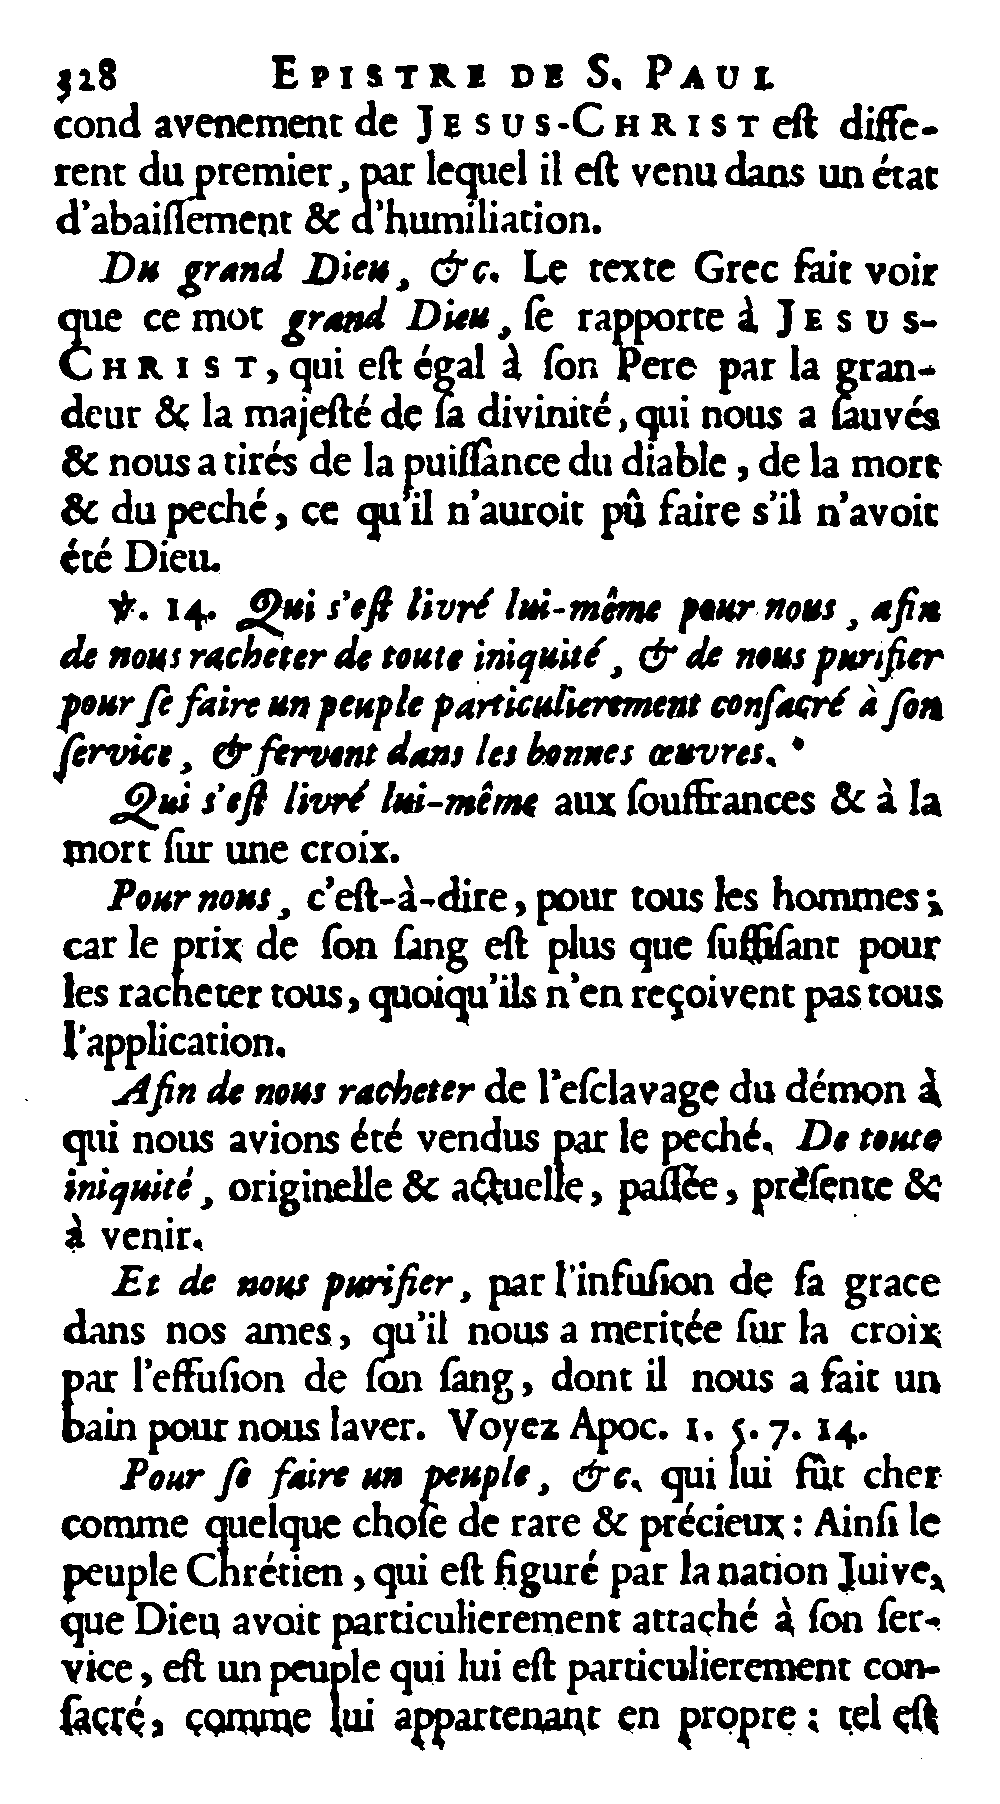 328 EPISTRE DE S. PAUL
cond avenement de JESUS-CHRIST eſt diffe-
rent du premier, par lequel il eſt venu dans un état
d'abaiſſement & d'humiliation.
Du grand Dieu, &c. Le texte Grec fait voir
que ce mot grand Dieu, ſe rapporte à JESUS-
CHRIST, qui eſt égal à ſon Pere par la gran-
deur & la majeſté de ſa divinité, qui nous a ſauvés
& nous a tirés de la puiſſance du diable, de la mort
& du peché, ce qu'il n'auroit pû faire s'il n'avoit
été Dieu.
℣. 14. Qui s'eſt livré lui-même pour nous, afin
de nous racheter de toute iniquité, & de nous purifier
pour ſe faire un peuple particulierement conſacré à ſon
ſervice, & fervent dans les bonnes œuvres.
Qui s'eſt livré lui-même aux ſouffrances & à la
mort ſur une croix.
Pour nous, c'eſt-à-dire, pour tous les hommes;
car le prix de ſon ſang eſt plus que ſuffiſant pour
les racheter tous, quoiqu'ils n'en reçoivent pas tous
l'application.
Afin de nous racheter de l'eſclavage du démon à
qui nous avions été vendus par le peché. De toute
iniquité, originelle & actuelle, paſſée, préſente &
à venir.
Et de nous purifier, par l'infuſion de ſa grace
dans nos ames, qu'il nous a meritée ſur la croix
par l'effuſion de ſon ſang, dont il nous a fait un
bain pour nous laver. Voyez Apoc. 1. 5. 7. 14.
Pour ſe faire un peuple, &c. qui lui fût cher
comme quelque choſe de rare & précieux: Ainſi le
peuple Chrétien, qui eſt figuré par la nation Juive,
que Dieu avoit particulierement attaché à ſon ſer-
vice, eſt un peuple qui lui eſt particulierement con-
ſacré, comme lui appartenant en propre: tel eſt